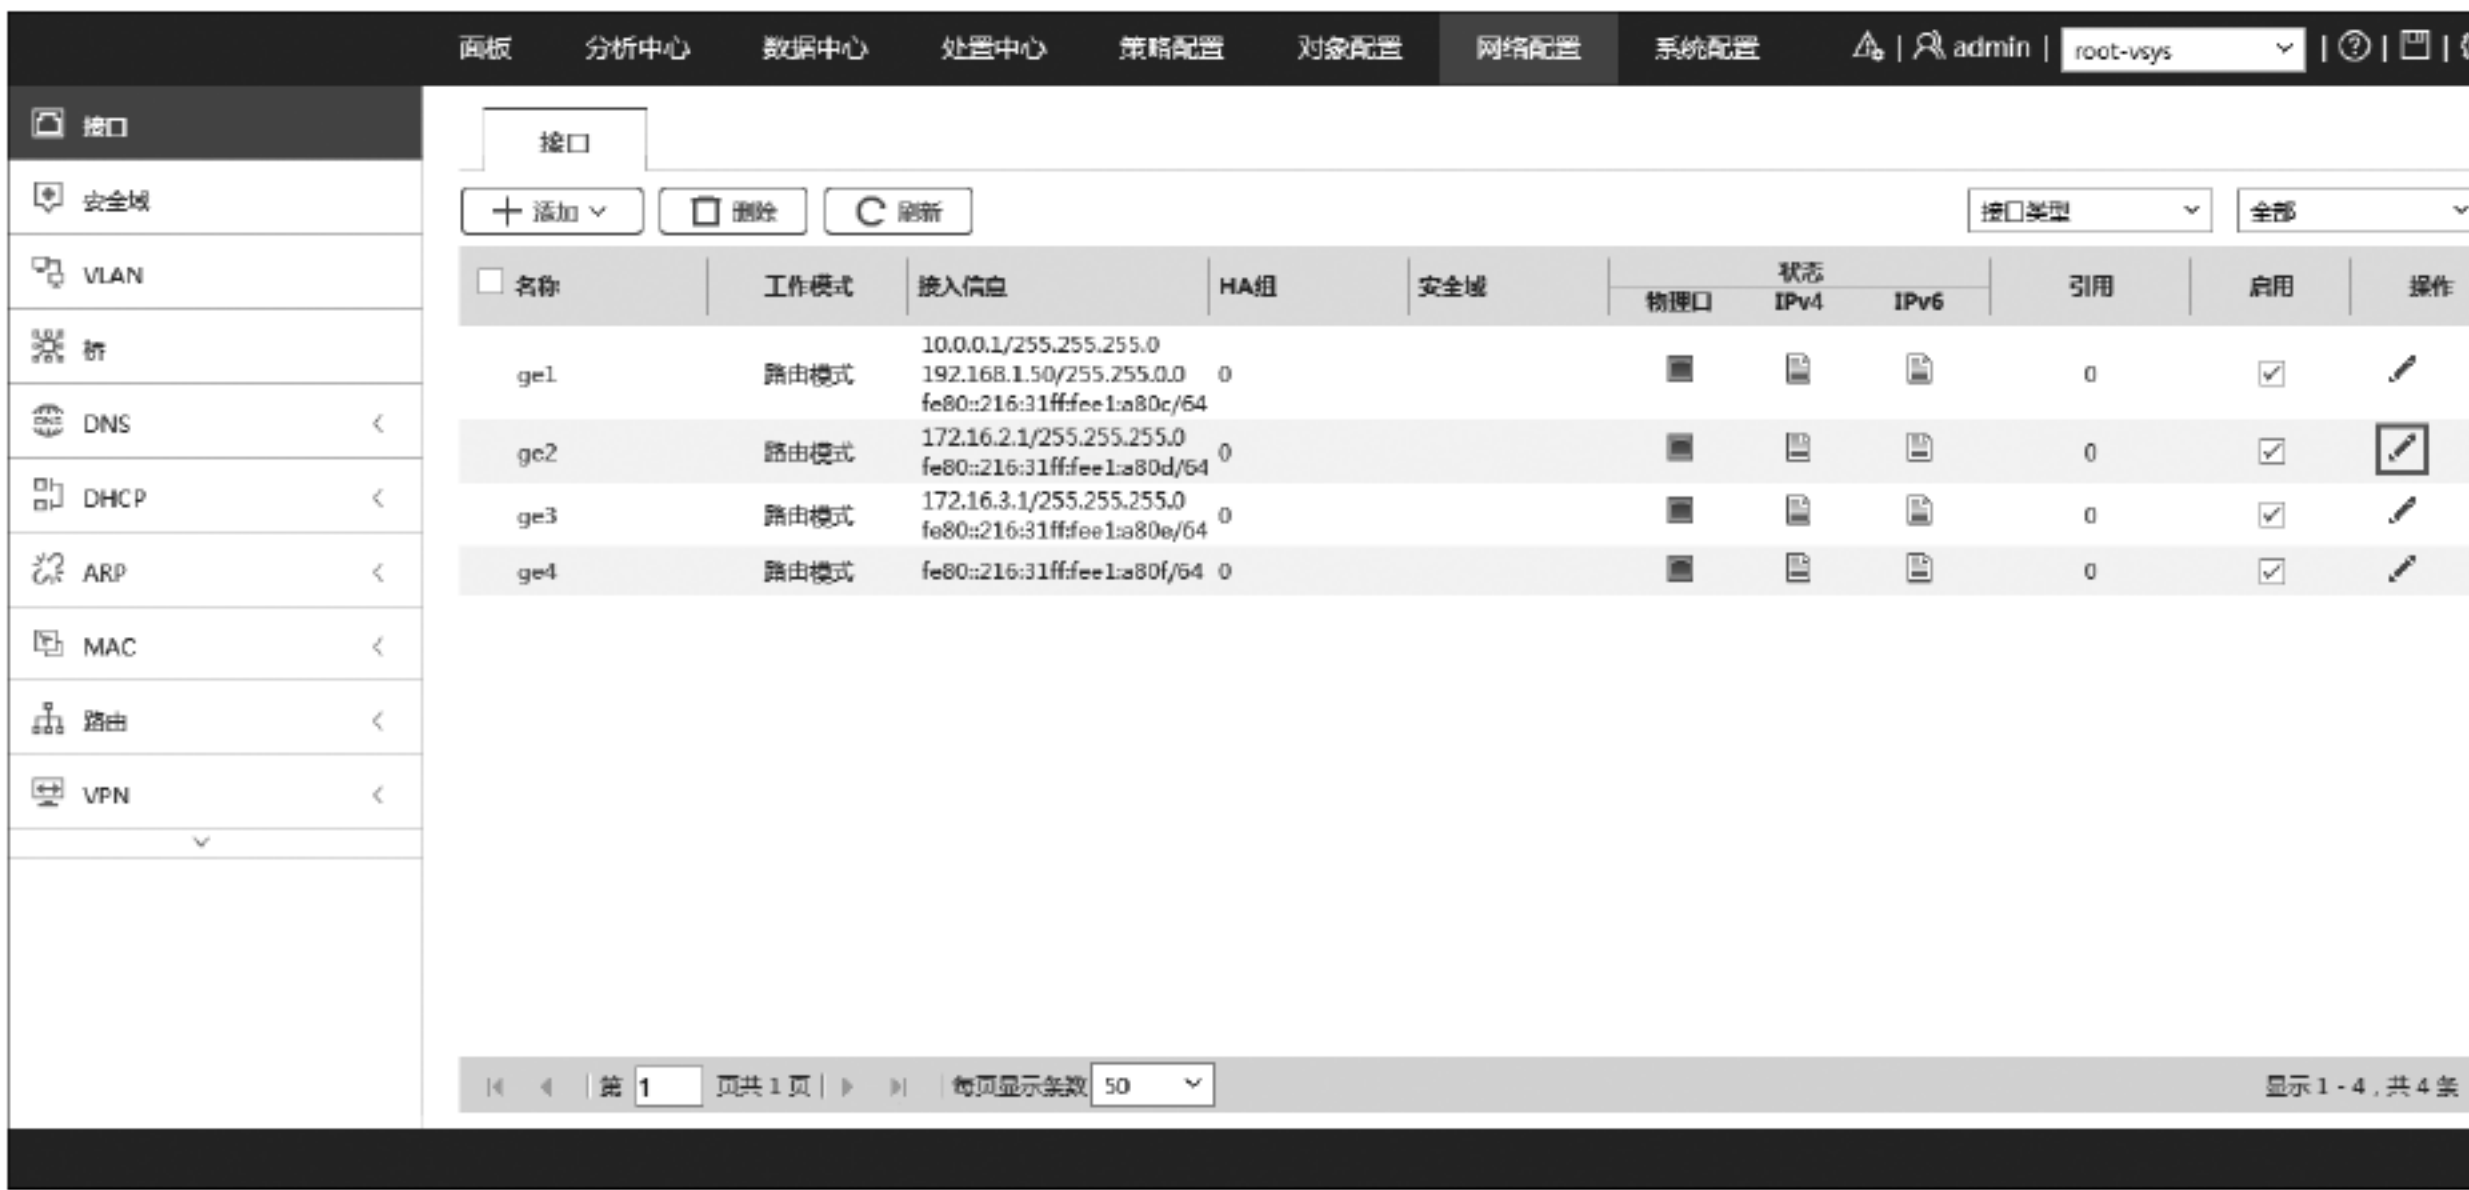 面板 分析中心 数据中心 处置中心 策略配置 对象配置 网络配置 系统配置 admin root-vsys
接口
安全域
VLAN
桥
DNS
DHCP
ARP
MAC
路由
VPN
接口
添加 删除 刷新 接口类型 全部
名称 工作模式 接入信息 HA组 安全域 状态 引用 启用 操作
物理口 IPv4 IPv6
10.0.0.1/255.255.255.0
ge1 路由模式 192.168.1.50/255.255.0.0 0 0
fe80::216:31ff:fee1:a80c/64
172.16.2.1/255.255.255.0
ge2 路由模式 0 0
fe80::216:31ff:fee1:a80d/64
172.16.3.1/255.255.255.0
ge3 路由模式 0 0
fe80::216:31ff:fee1:a80e/64
ge4 路由模式 fe80::216:31ff:fee1:a80f/64 0 0
第 1 页共 1 页 每页显示条数 50 显示 1 - 4 , 共 4 条